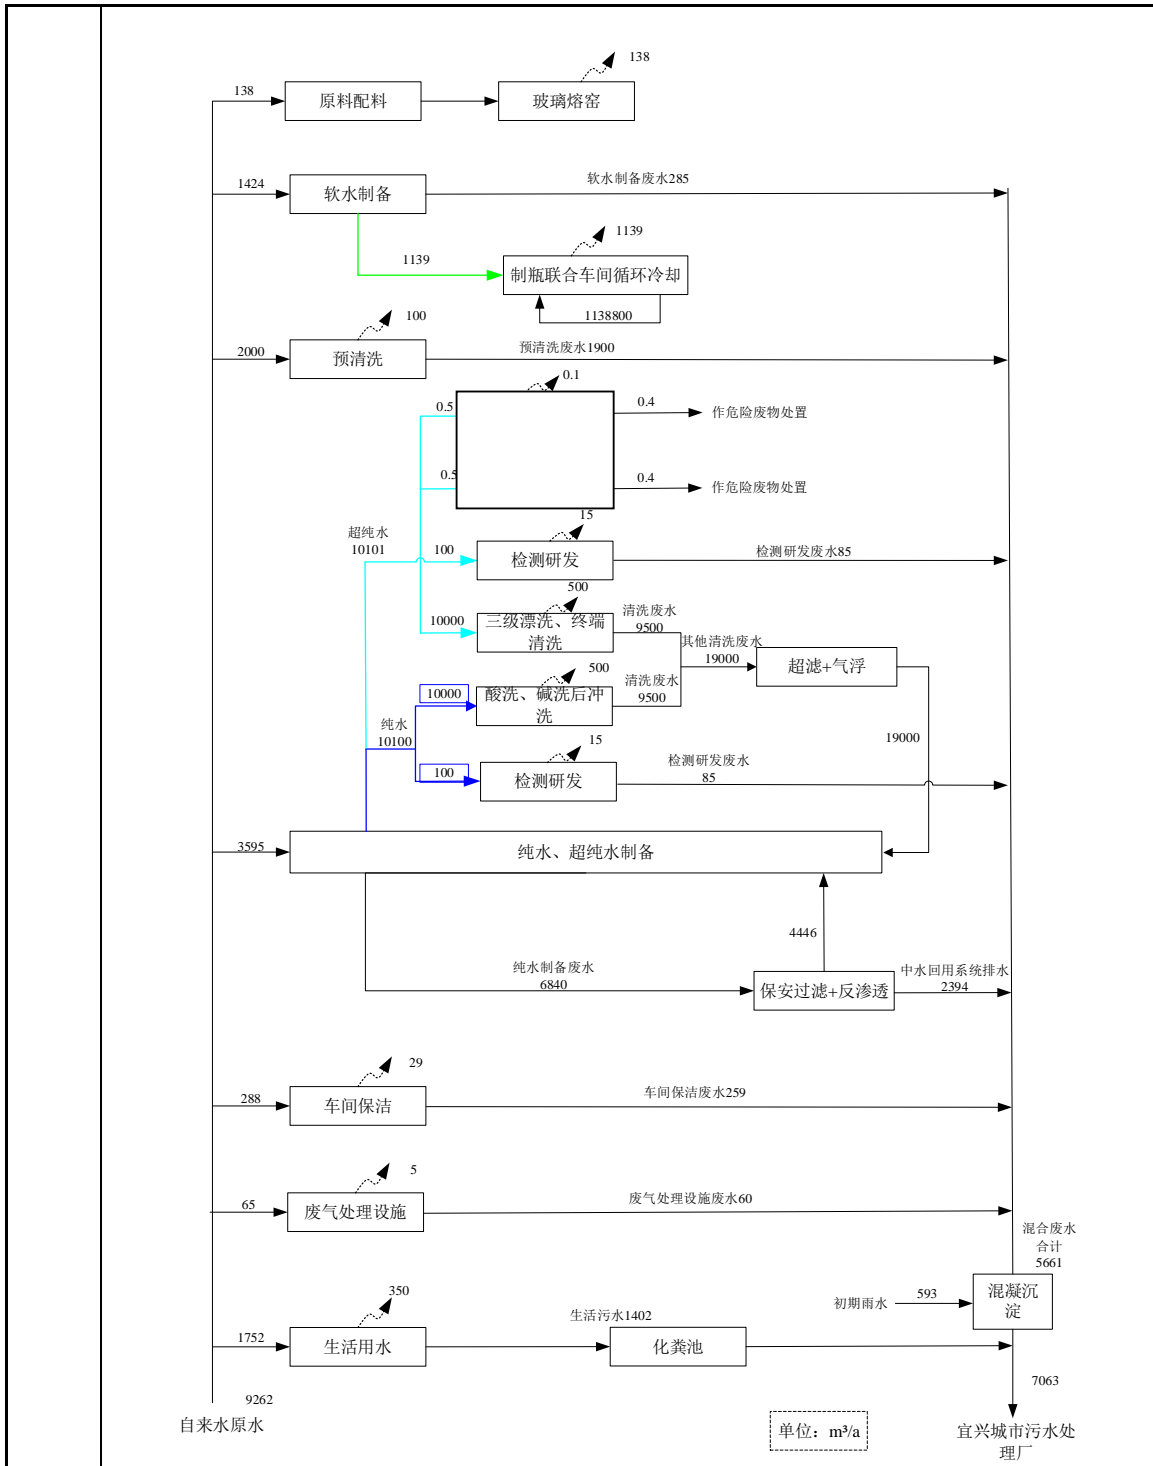 138
138
原料配料
玻璃熔窑
1424
软水制备
软水制备废水285
1139
1139
制瓶联合车间循环冷却
1138800
100
2000
预清洗
预清洗废水1900
0.1
0.5
0.4
作危险废物处置
0.5
0.4
作危险废物处置
超纯水
10101
15
100
检测研发
检测研发废水85
500
10000
三级漂洗、终端
清洗
清洗废水
9500
其他清洗废水
19000
超滤+气浮
500
10000
酸洗、碱洗后冲
洗
清洗废水
9500
纯水
10100
19000
15
100
检测研发
检测研发废水
85
3595
纯水、超纯水制备
4446
纯水制备废水
6840
保安过滤+反渗透
中水回用系统排水
2394
29
288
车间保洁
车间保洁废水259
5
65
废气处理设施
废气处理设施废水60
混合废水
合计
5661
350
初期雨水
593
混凝沉
淀
1752
生活用水
生活污水1402
化粪池
9262
自来水原水
7063
单位：m³/a
宜兴城市污水处
理厂